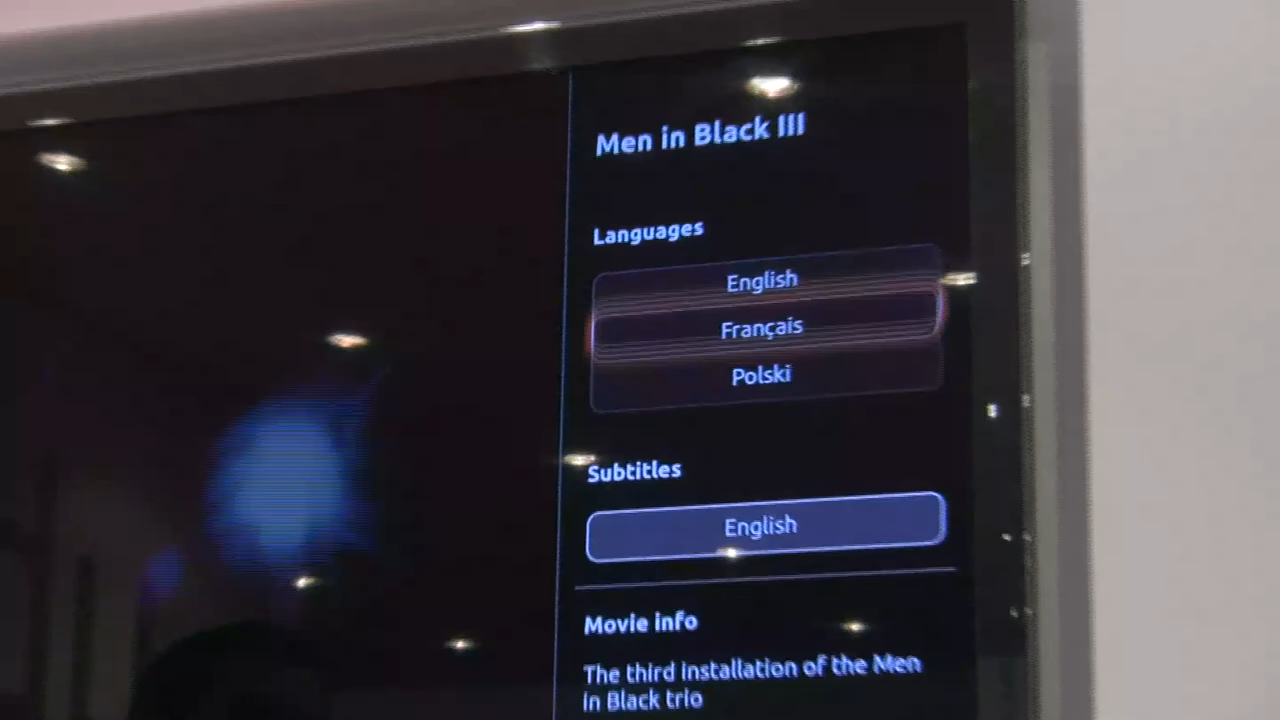 Men in Black III
Languages
English
Français
Polski
Subtitles
English
Movie info
The third installation of the Men
in Black trio